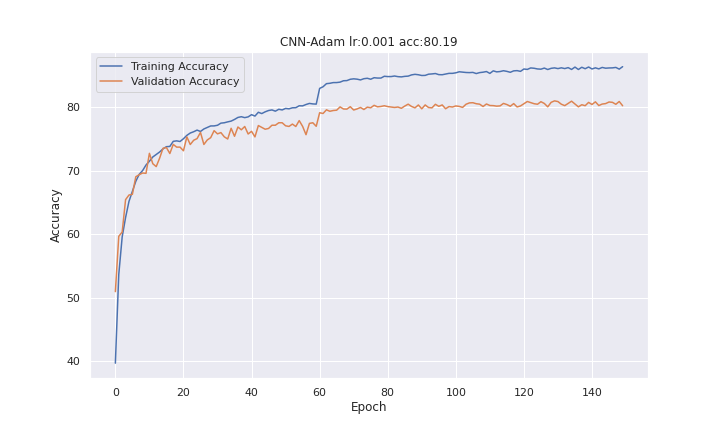 CNN-Adam lr:0.001 acc:80.19
Training Accuracy
Validation Accuracy
80
70
60
50
40
Accuracy
0 20 40 60 80 100 120 140
Epoch